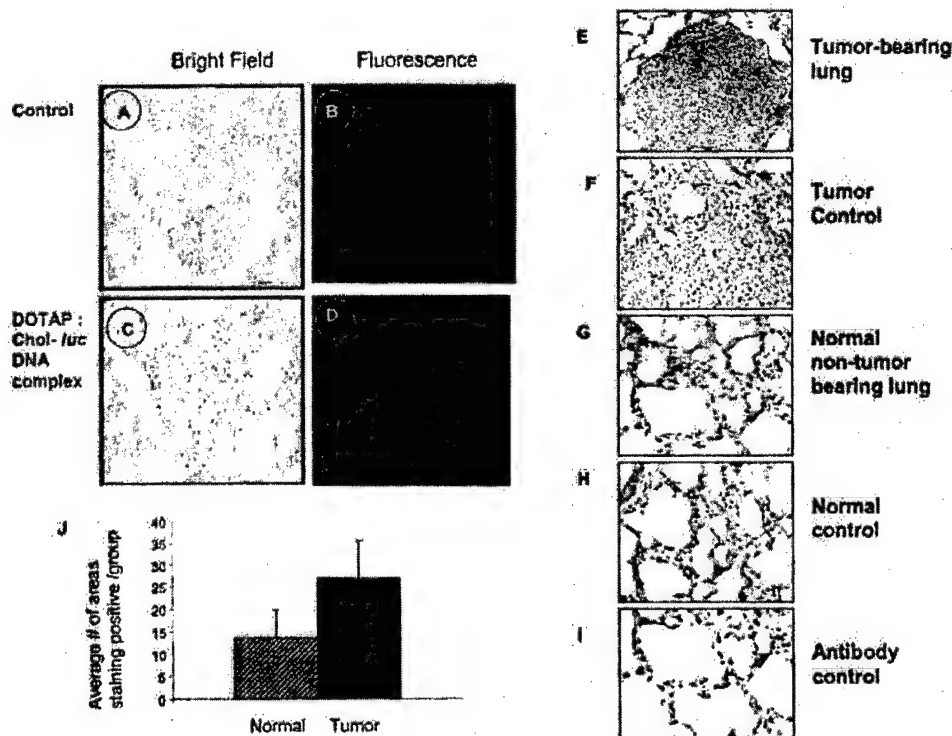 Bright Field Fluorescence
Control
A
B
DOTAP :
Chol- luc
DNA
complex
C
D
E
Tumor-bearing
lung
F
Tumor
Control
G
Normal
non-tumor
bearing lung
H
Normal
control
I
Antibody
control
J
Average # of areas
staining positive /group
40
35
30
25
20
15
10
5
0
Normal Tumor